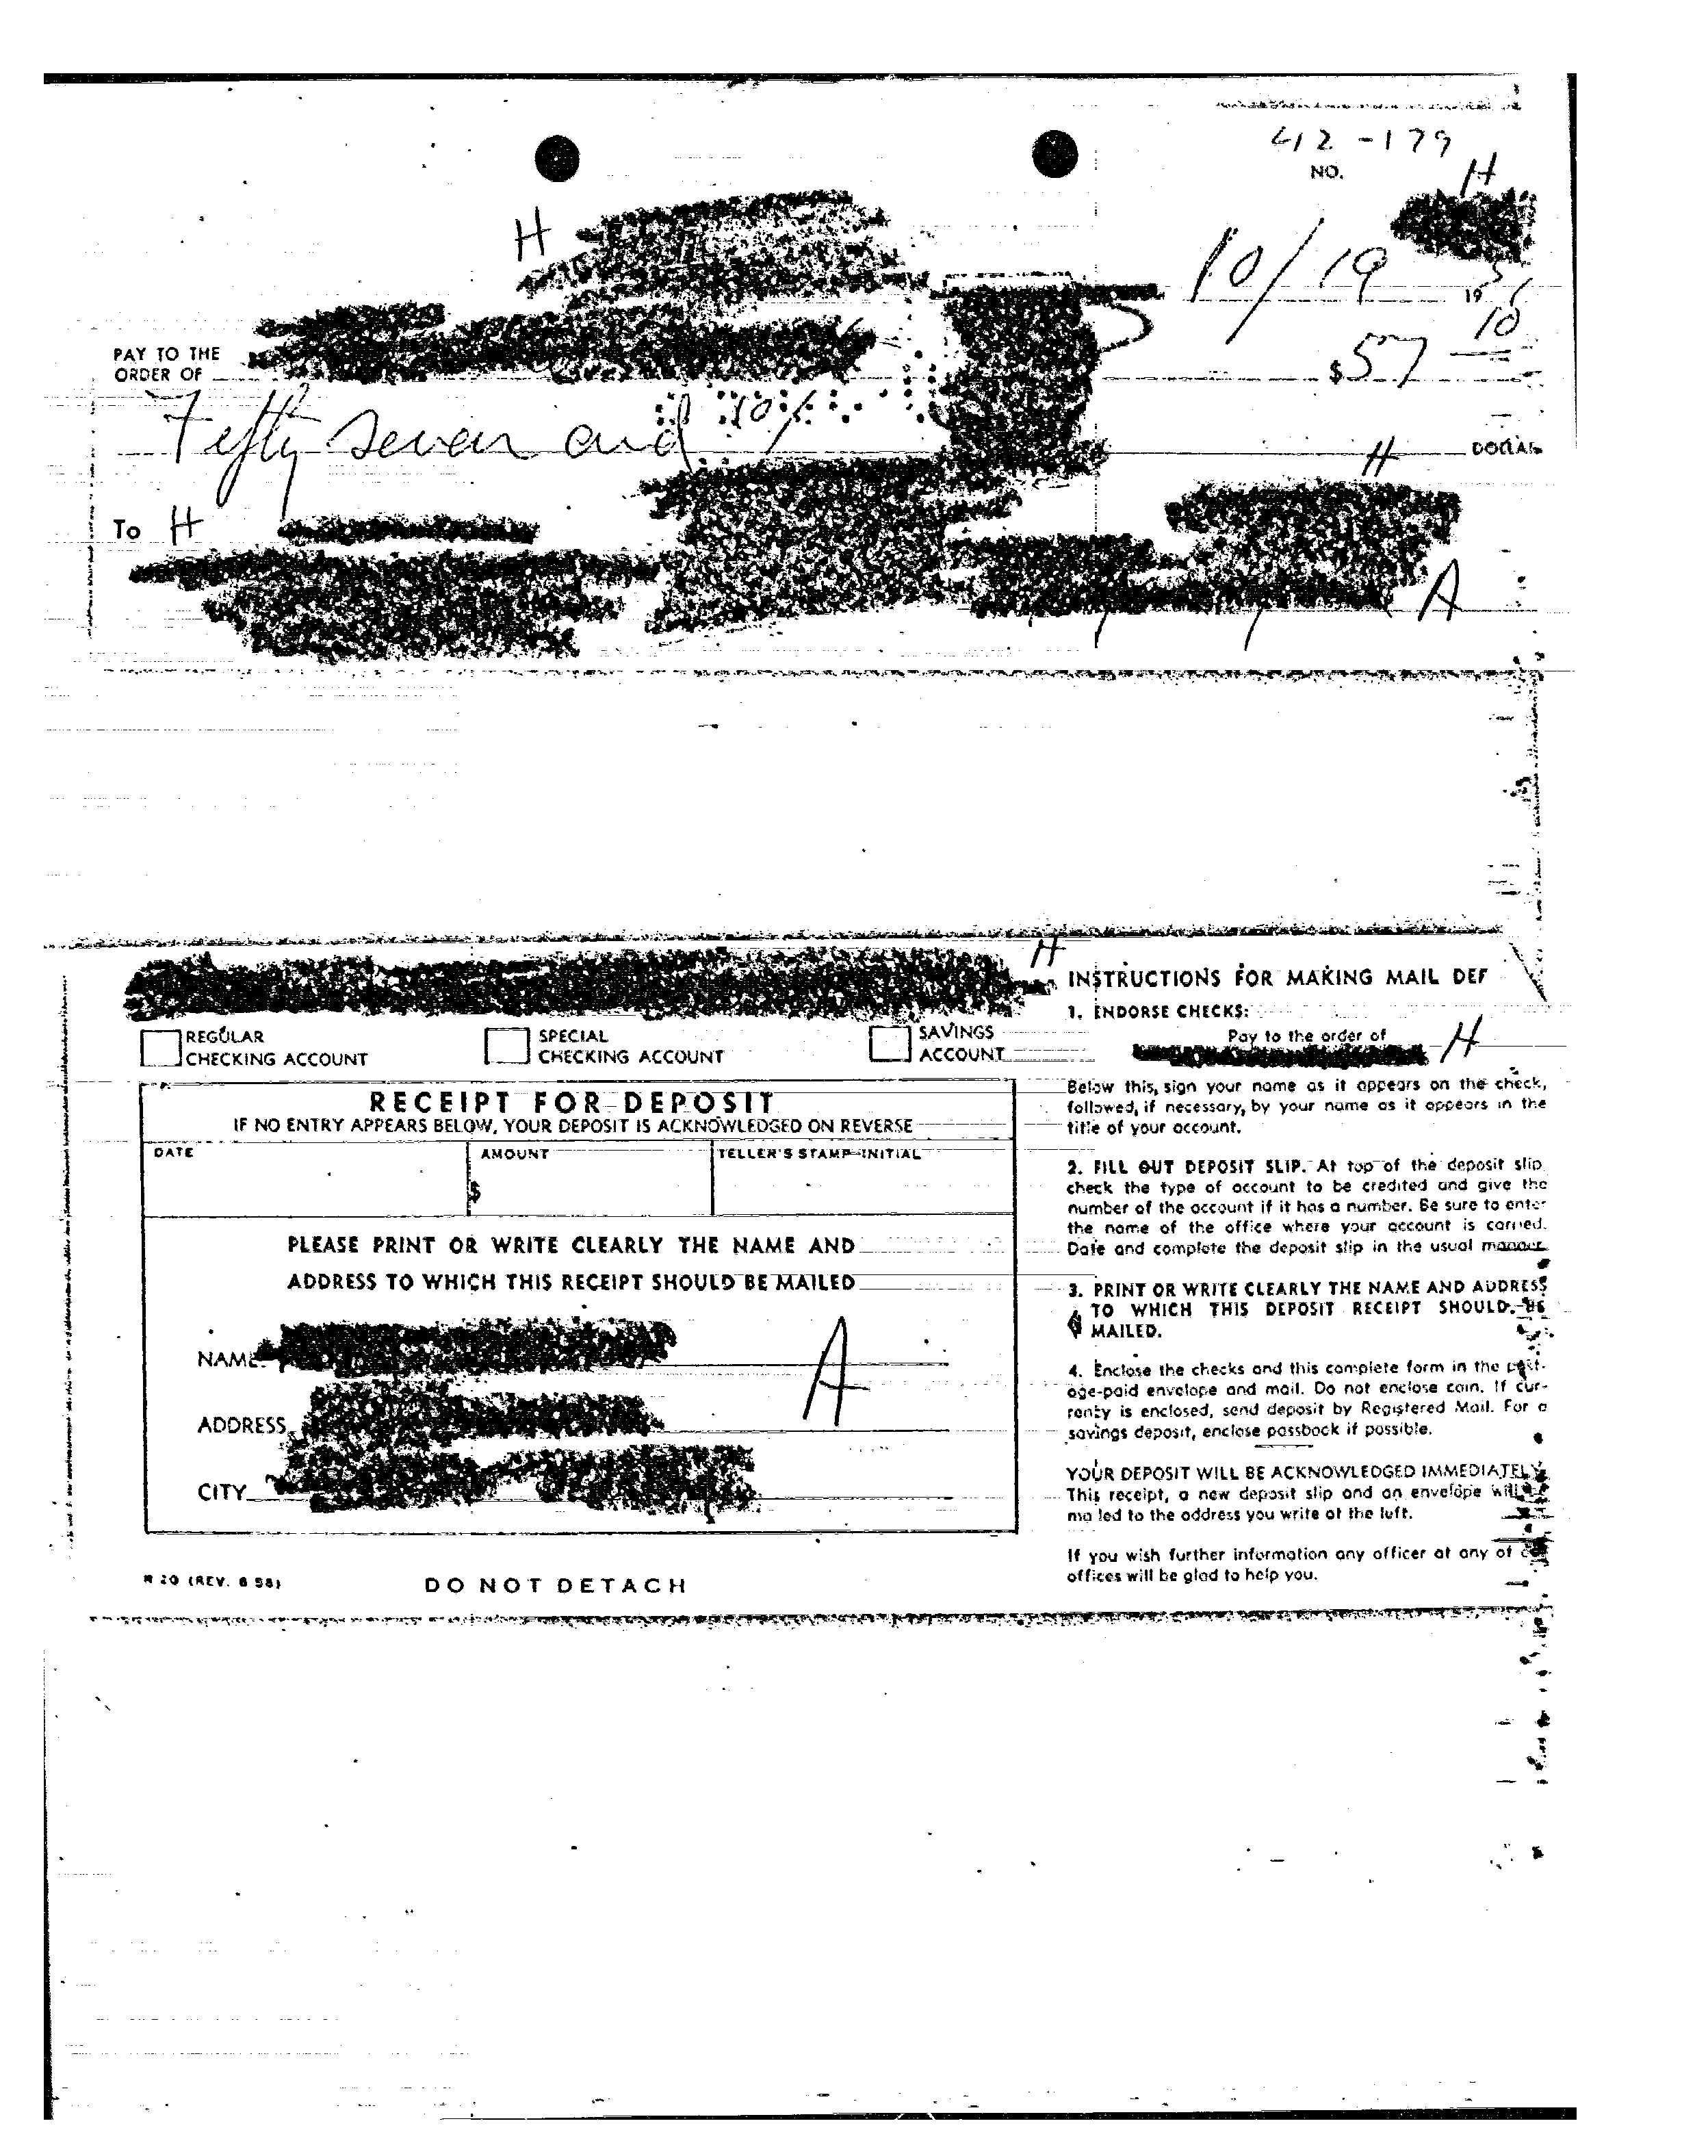 42-179
NO.
H
H
10/19
19
PAY TO THE
ORDER OF
$57 10
Fifty seven and 10/
DOLLAR
H
To H
A
H
INSTRUCTIONS FOR MAKING MAIL DEP
1. ENDORSE CHECKS:
Pay to the order of
H
REGULAR
CHECKING ACCOUNT
SPECIAL
CHECKING ACCOUNT
SAVINGS
ACCOUNT
Below this, sign your name as it appears on the check,
followed, if necessary, by your name as it appears in the
title of your account.
RECEIPT FOR DEPOSIT
IF NO ENTRY APPEARS BELOW, YOUR DEPOSIT IS ACKNOWLEDGED ON REVERSE
DATE
AMOUNT
$
TELLER'S STAMP-INITIAL
2. FILL OUT DEPOSIT SLIP. At top of the deposit slip
check the type of account to be credited and give the
number of the account if it has a number. Be sure to enter
the name of the office where your account is carried.
Date and complete the deposit slip in the usual manner.
PLEASE PRINT OR WRITE CLEARLY THE NAME AND
ADDRESS TO WHICH THIS RECEIPT SHOULD BE MAILED
3. PRINT OR WRITE CLEARLY THE NAME AND ADDRESS
TO WHICH THIS DEPOSIT RECEIPT SHOULD BE
MAILED.
NAME
A
ADDRESS
CITY
4. Enclose the checks and this complete form in the post-
age-paid envelope and mail. Do not enclose coin. If cur-
rency is enclosed, send deposit by Registered Mail. For a
savings deposit, enclose passbook if possible.
YOUR DEPOSIT WILL BE ACKNOWLEDGED IMMEDIATELY.
This receipt, a new deposit slip and an envelope will
mailed to the address you write at the left.
If you wish further information any officer at any of
offices will be glad to help you.
R 20 (REV. 6 58)
DO NOT DETACH